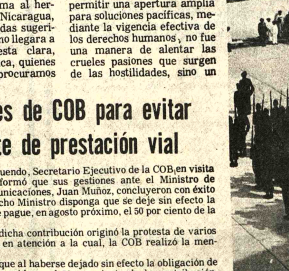 ma al her-
Nicaragua,
das sugeri-
no llegara a
esta clara,
ca, quienes
procuramos
permitir una apertura amplia
para soluciones pacíficas, me-
diante la vigencia efectiva de
los derechos humanos, no fue
una manera de alentar las
crueles pasiones que surgen
de las hostilidades, sino un
es de COB para evitar
te de prestación vial
uendo, Secretario Ejecutivo de la COB, en visita
formó que sus gestiones ante el Ministro de
municaciones, Juan Muñoz, concluyeron con éxito
cho Ministro disponga que se deje sin efecto la
e pague, en agosto próximo, el 50 por ciento de la
dicha contribución originó la protesta de varios
en atención a la cual, la COB realizó la men-
que al haberse dejado sin efecto la obligación de